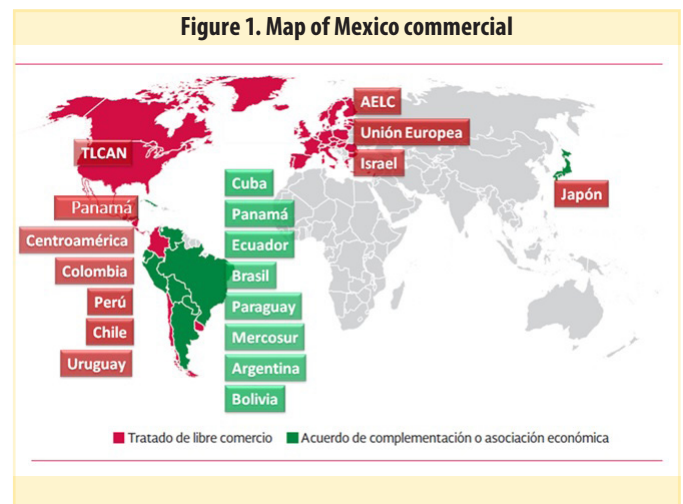 Figure 1. Map of Mexico commercial
AELC
Unión Europea
Israel
Japón
TLCAN
Panamá
Centroamérica
Colombia
Perú
Chile
Uruguay
Cuba
Panamá
Ecuador
Brasil
Paraguay
Mercosur
Argentina
Bolivia
Tratado de libre comercio
Acuerdo de complementación o asociación económica